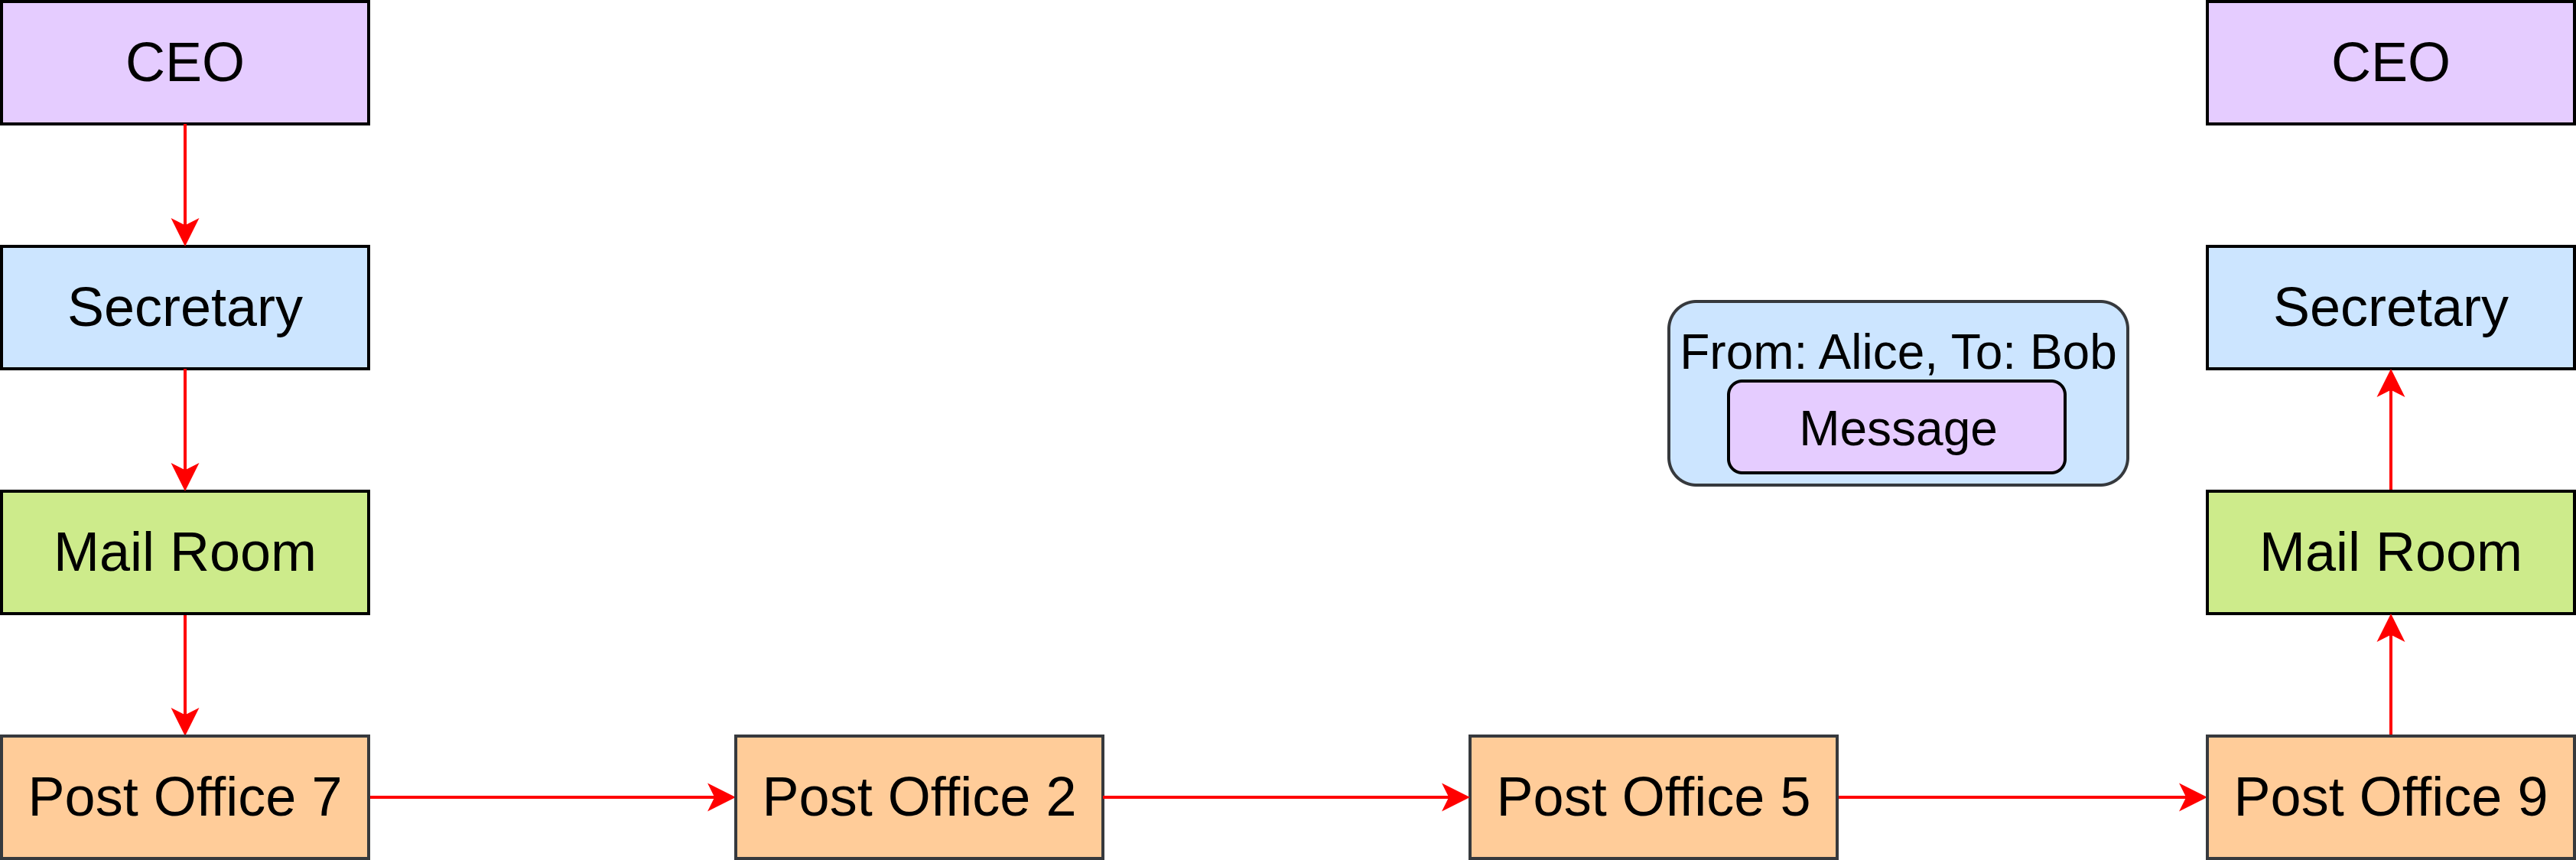 CEO
CEO
Secretary
Secretary
From: Alice, To: Bob
Message
Mail Room
Mail Room
Post Office 7
Post Office 2
Post Office 5
Post Office 9